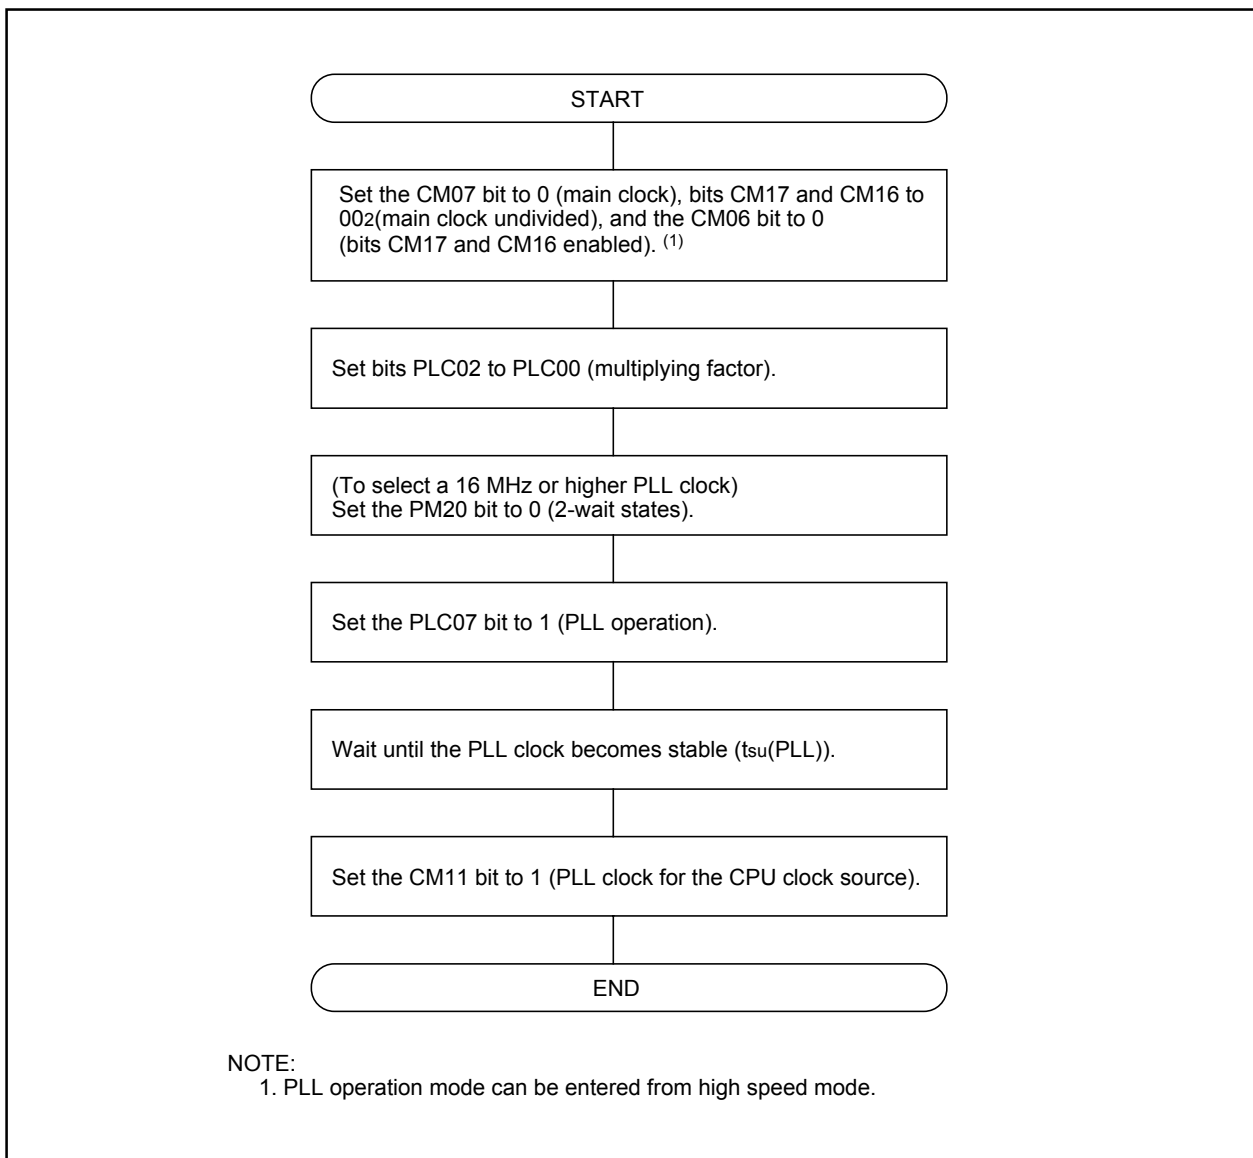 START
Set the CM07 bit to 0 (main clock), bits CM17 and CM16 to
002(main clock undivided), and the CM06 bit to 0
(bits CM17 and CM16 enabled). (1)
Set bits PLC02 to PLC00 (multiplying factor).
(To select a 16 MHz or higher PLL clock)
Set the PM20 bit to 0 (2-wait states).
Set the PLC07 bit to 1 (PLL operation).
Wait until the PLL clock becomes stable (tsu(PLL)).
Set the CM11 bit to 1 (PLL clock for the CPU clock source).
END
NOTE:
1. PLL operation mode can be entered from high speed mode.